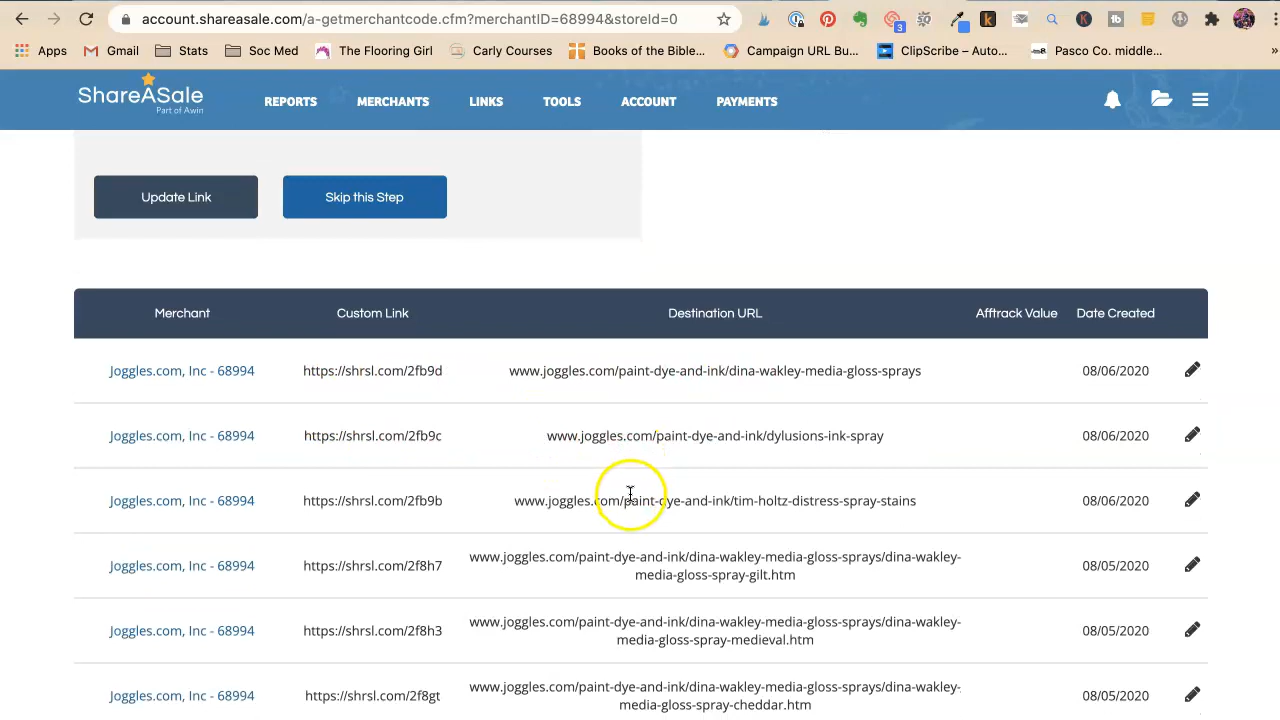 account.shareasale.com/a-getmerchantcode.cfm?merchantID=68994&storeId=0
3
Apps Gmail Stats Soc Med The Flooring Girl Carly Courses Books of the Bible... Campaign URL Bu... ClipScribe – Auto... Pasco Co. middle... »
ShareASale
Part of Awin
REPORTS MERCHANTS LINKS TOOLS ACCOUNT PAYMENTS
Update Link Skip this Step
Merchant Custom Link Destination URL Afftrack Value Date Created
Joggles.com, Inc - 68994 https://shrsl.com/2fb9d www.joggles.com/paint-dye-and-ink/dina-wakley-media-gloss-sprays 08/06/2020
Joggles.com, Inc - 68994 https://shrsl.com/2fb9c www.joggles.com/paint-dye-and-ink/dylusions-ink-spray 08/06/2020
Joggles.com, Inc - 68994 https://shrsl.com/2fb9b www.joggles.com/paint-dye-and-ink/tim-holtz-distress-spray-stains 08/06/2020
Joggles.com, Inc - 68994 https://shrsl.com/2f8h7 www.joggles.com/paint-dye-and-ink/dina-wakley-media-gloss-sprays/dina-wakley- 08/05/2020
media-gloss-spray-gilt.htm
Joggles.com, Inc - 68994 https://shrsl.com/2f8h3 www.joggles.com/paint-dye-and-ink/dina-wakley-media-gloss-sprays/dina-wakley- 08/05/2020
media-gloss-spray-medieval.htm
Joggles.com, Inc - 68994 https://shrsl.com/2f8gt www.joggles.com/paint-dye-and-ink/dina-wakley-media-gloss-sprays/dina-wakley- 08/05/2020
media-gloss-spray-cheddar.htm